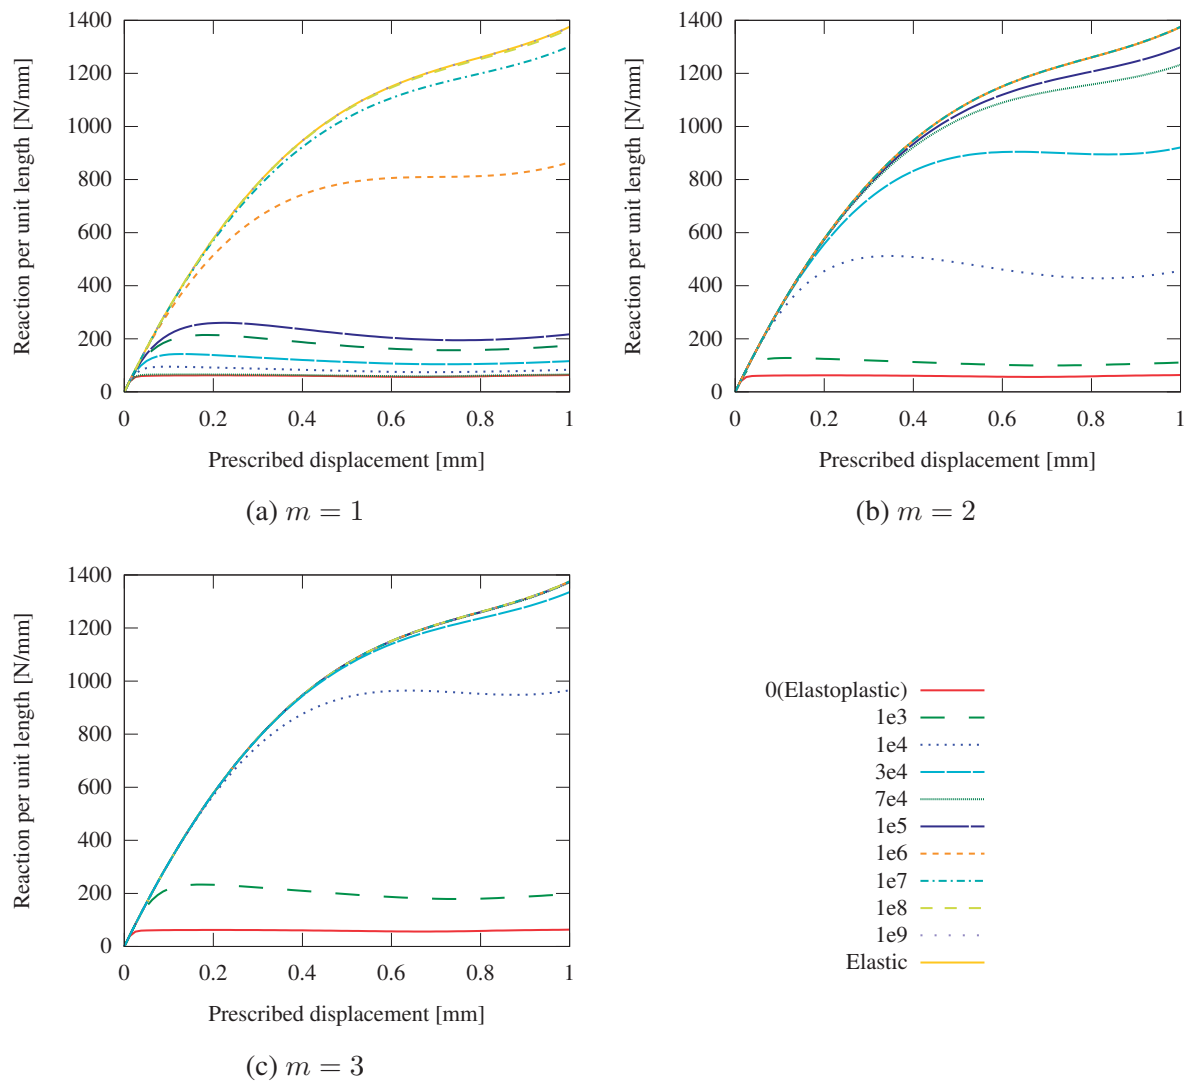 1400
1200
1000
800
600
400
200
0
Reaction per unit length [N/mm]
0 0.2 0.4 0.6 0.8 1
Prescribed displacement [mm]
(a) m = 1
1400
1200
1000
800
600
400
200
0
Reaction per unit length [N/mm]
0 0.2 0.4 0.6 0.8 1
Prescribed displacement [mm]
(b) m = 2
1400
1200
1000
800
600
400
200
0
Reaction per unit length [N/mm]
0 0.2 0.4 0.6 0.8 1
Prescribed displacement [mm]
(c) m = 3
0(Elastoplastic)
1e3
1e4
3e4
7e4
1e5
1e6
1e7
1e8
1e9
Elastic